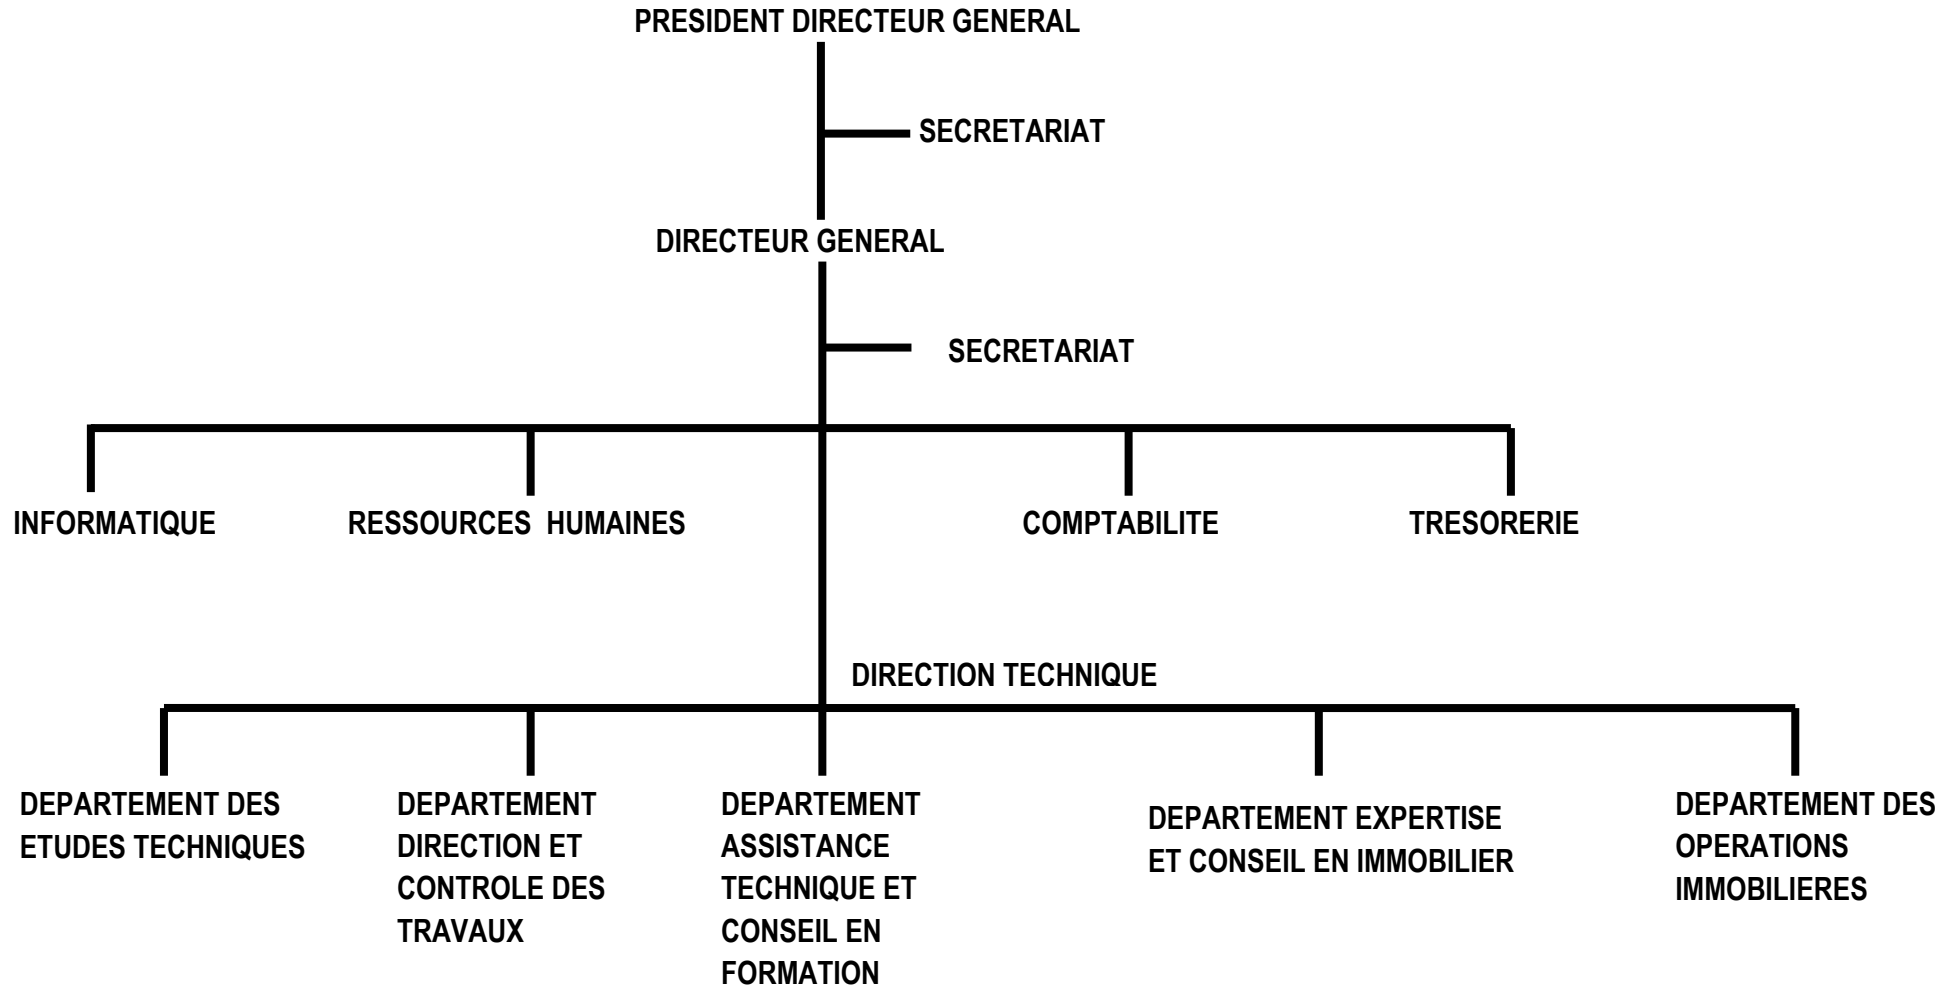 PRESIDENT DIRECTEUR GENERAL
SECRETARIAT
DIRECTEUR GENERAL
SECRETARIAT
INFORMATIQUE
RESSOURCES HUMAINES
COMPTABILITE
TRESORERIE
DIRECTION TECHNIQUE
DEPARTEMENT DES
ETUDES TECHNIQUES
DEPARTEMENT
DIRECTION ET
CONTROLE DES
TRAVAUX
DEPARTEMENT
ASSISTANCE
TECHNIQUE ET
CONSEIL EN
FORMATION
DEPARTEMENT EXPERTISE
ET CONSEIL EN IMMOBILIER
DEPARTEMENT DES
OPERATIONS
IMMOBILIERES